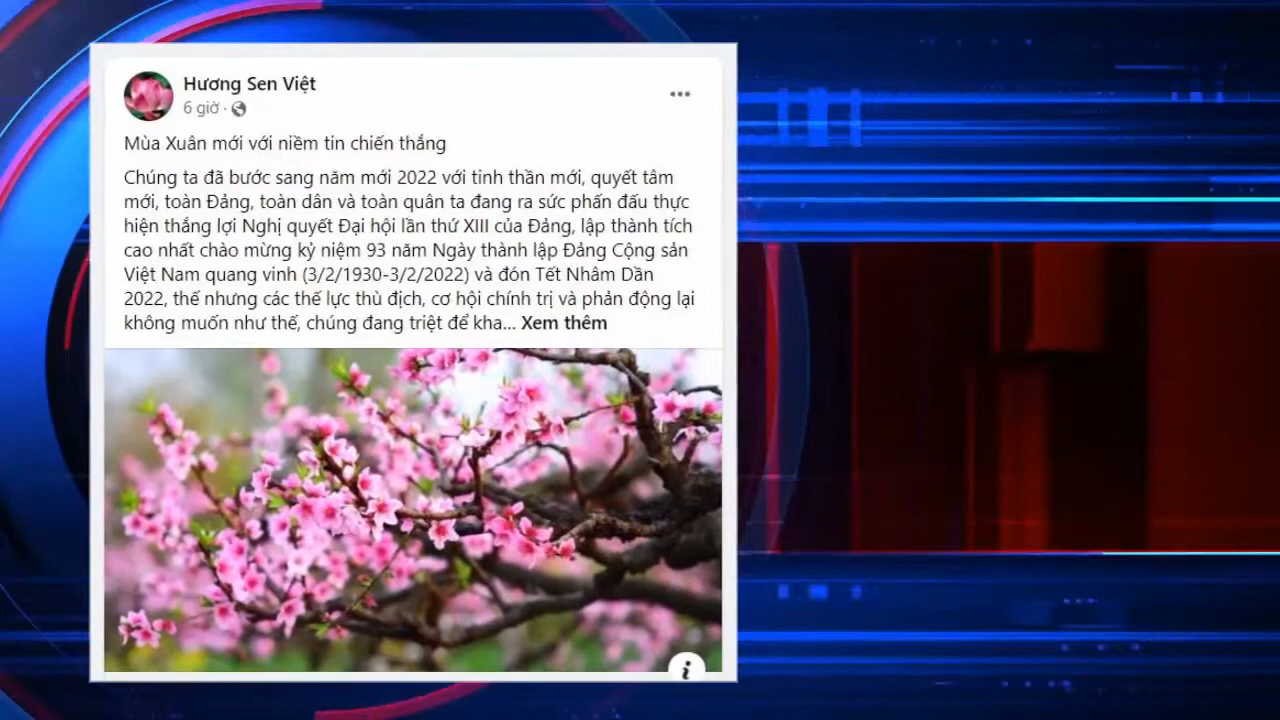 Hương Sen Việt
6 giờ ·
Mùa Xuân mới với niềm tin chiến thắng
Chúng ta đã bước sang năm mới 2022 với tinh thần mới, quyết tâm
mới, toàn Đảng, toàn dân và toàn quân ta đang ra sức phấn đấu thực
hiện thắng lợi Nghị quyết Đại hội lần thứ XIII của Đảng, lập thành tích
cao nhất chào mừng kỷ niệm 93 năm Ngày thành lập Đảng Cộng sản
Việt Nam quang vinh (3/2/1930-3/2/2022) và đón Tết Nhâm Dần
2022, thế nhưng các thế lực thù địch, cơ hội chính trị và phản động lại
không muốn như thế, chúng đang triệt để kha... Xem thêm